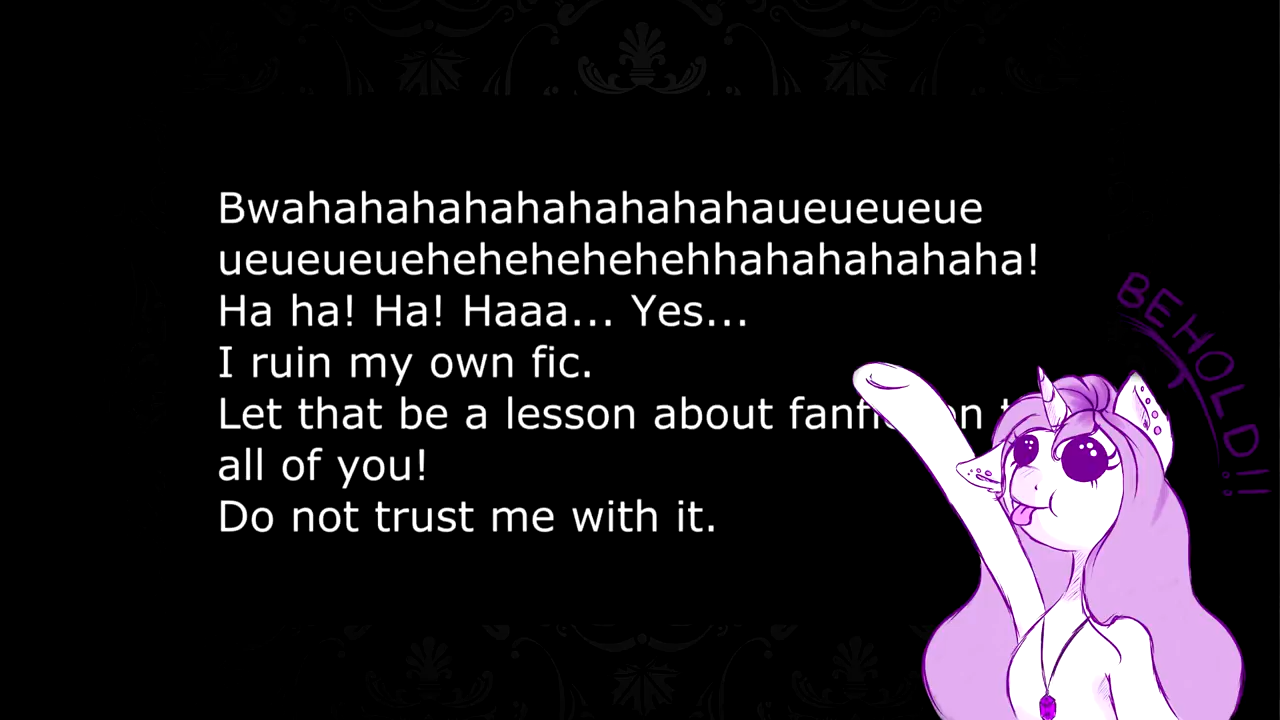 Bwahahahahahahahahahaueueueue
ueueueuehehehehehehhahahahahaha!
Ha ha! Ha! Haaa... Yes...
I ruin my own fic.
Let that be a lesson about
all of you!
Do not trust me with it.
BEHOLD!!